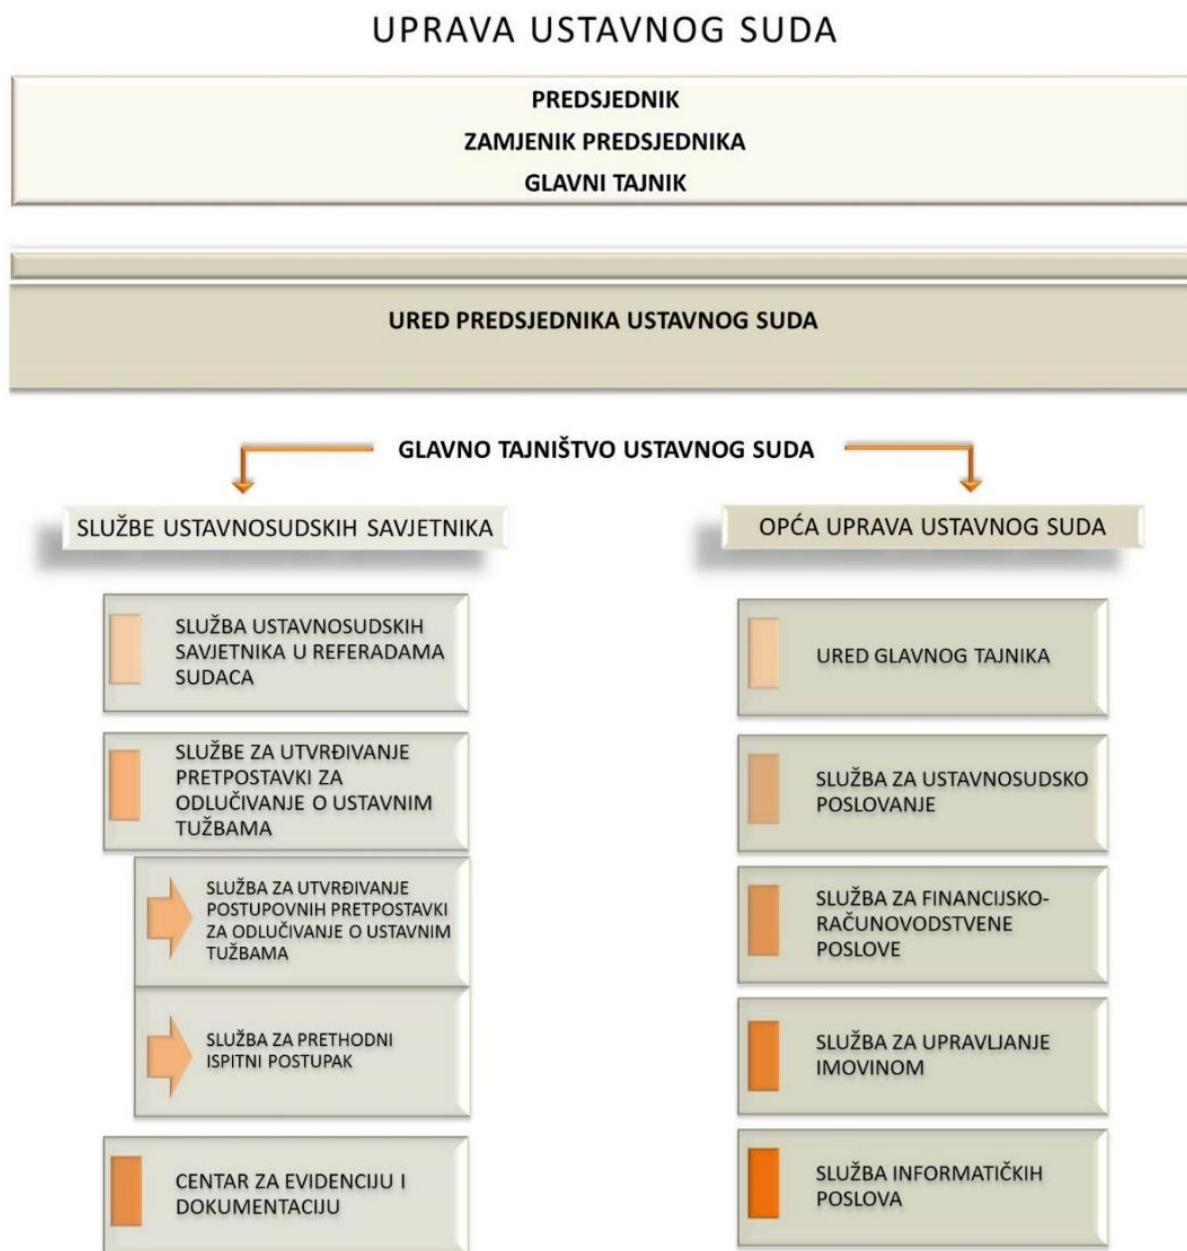 UPRAVA USTAVNOG SUDA
PREDSJEDNIK
ZAMJENIK PREDSJEDNIKA
GLAVNI TAJNIK
URED PREDSJEDNIKA USTAVNOG SUDA
GLAVNO TAJNIŠTVO USTAVNOG SUDA
SLUŽBE USTAVNOSUDSKIH SAVJETNIKA
SLUŽBA USTAVNOSUDSKIH
SAVJETNIKA U REFERADAMA
SUDACA
SLUŽBE ZA UTVRĐIVANJE
PRETPOSTAVKI ZA
ODLUČIVANJE O USTAVNIM
TUŽBAMA
SLUŽBA ZA UTVRĐIVANJE
POSTUPOVNIH PRETPOSTAVKI
ZA ODLUČIVANJE O USTAVNIM
TUŽBAMA
SLUŽBA ZA PRETHODNI
ISPITNI POSTUPAK
CENTAR ZA EVIDENCIJU I
DOKUMENTACIJU
OPĆA UPRAVA USTAVNOG SUDA
URED GLAVNOG TAJNIKA
SLUŽBA ZA USTAVNOSUDSKO
POSLOVANJE
SLUŽBA ZA FINANCIJSKO-
RAČUNOVODSTVENE
POSLOVE
SLUŽBA ZA UPRAVLJANJE
IMOVINOM
SLUŽBA INFORMATIČKIH
POSLOVA